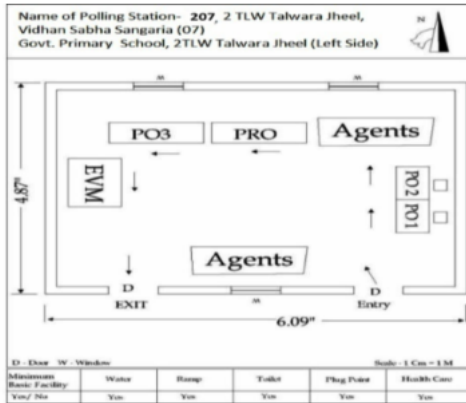 Name of Polling Station- 207, 2 TLW Talwara Jheel,
Vidhan Sabha Sangaria (07)
Govt. Primary School, 2TLW Talwara Jheel (Left Side)
N
W
W
PO3
PRO
Agents
EVM
PO2
PO1
4.87"
Agents
D
EXIT
W
D
Entry
6.09"
D - Door W - Window
Scale - 1 Cm = 1 M
Minimum Basic Facility Water Ramp Toilet Plug Point Health Care
Yes/ No Yes Yes Yes Yes Yes